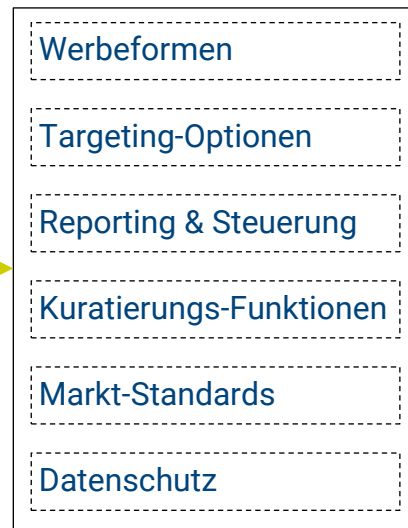 Werbeformen
Targeting-Optionen
Reporting & Steuerung
Kuratierungs-Funktionen
Markt-Standards
Datenschutz